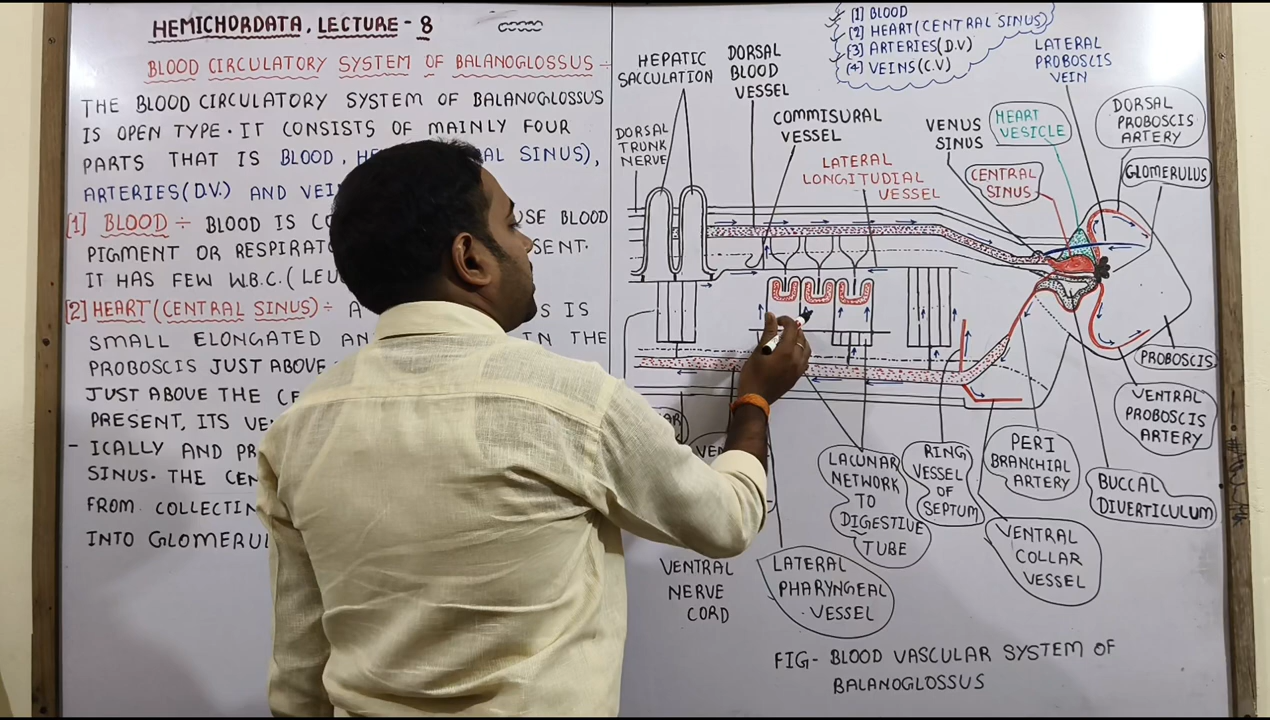 HEMICHORDATA, LECTURE - 8
BLOOD CIRCULATORY SYSTEM OF BALANOGLOSSUS :-
THE BLOOD CIRCULATORY SYSTEM OF BALANOGLOSSUS
IS OPEN TYPE. IT CONSISTS OF MAINLY FOUR
PARTS THAT IS BLOOD, AL SINUS),
ARTERIES(D.V.) AND VEI
[1] BLOOD ÷ BLOOD IS CO USE BLOOD
PIGMENT OR RESPIRAT SENT.
IT HAS FEW W.B.C.(LEU
[2] HEART (CENTRAL SINUS) ÷ A S IS
SMALL ELONGATED AN IN THE
PROBOSCIS JUST ABOVE
JUST ABOVE THE CE
PRESENT, ITS VE
- ICALLY AND PR
SINUS. THE CEN
FROM COLLECTIN
INTO GLOMERUL
[1] BLOOD
[2] HEART(CENTRAL SINUS)
[3] ARTERIES(D.V)
[4] VEINS(C.V)
HEPATIC
SACCULATION
DORSAL
BLOOD
VESSEL
LATERAL
PROBOSCIS
VEIN
DORSAL
TRUNK
NERVE
COMMISURAL
VESSEL
LATERAL
LONGITUDIAL
VESSEL
VENUS
SINUS
HEART
VESICLE
CENTRAL
SINUS
DORSAL
PROBOSCIS
ARTERY
GLOMERULUS
PROBOSCIS
VENTRAL
PROBOSCIS
ARTERY
BUCCAL
DIVERTICULUM
PERI
BRANCHIAL
ARTERY
RING
VESSEL
OF
SEPTUM
VENTRAL
COLLAR
VESSEL
LACUNAR
NETWORK
TO
DIGESTIVE
TUBE
LATERAL
PHARYNGEAL
VESSEL
VENTRAL
NERVE
CORD
FIG- BLOOD VASCULAR SYSTEM OF
BALANOGLOSSUS